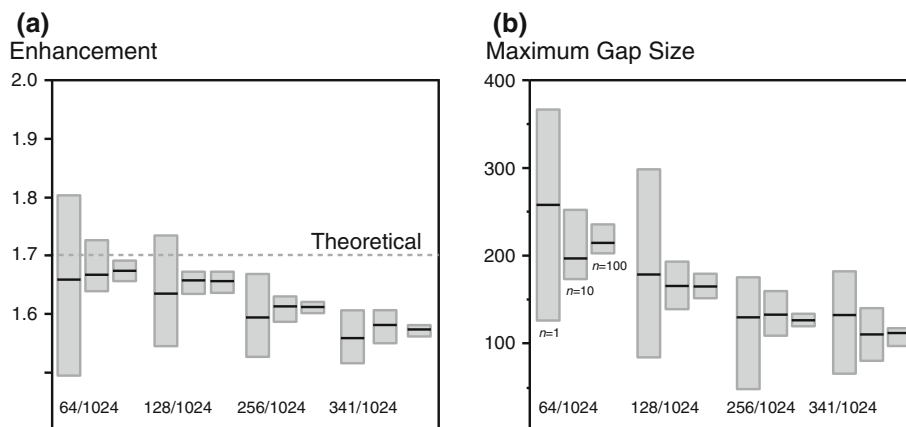 (a)
Enhancement
2.0
1.9
1.8
1.7
1.6
Theoretical
64/1024 128/1024 256/1024 341/1024
(b)
Maximum Gap Size
400
300
200
100
n=1
n=10
n=100
64/1024 128/1024 256/1024 341/1024